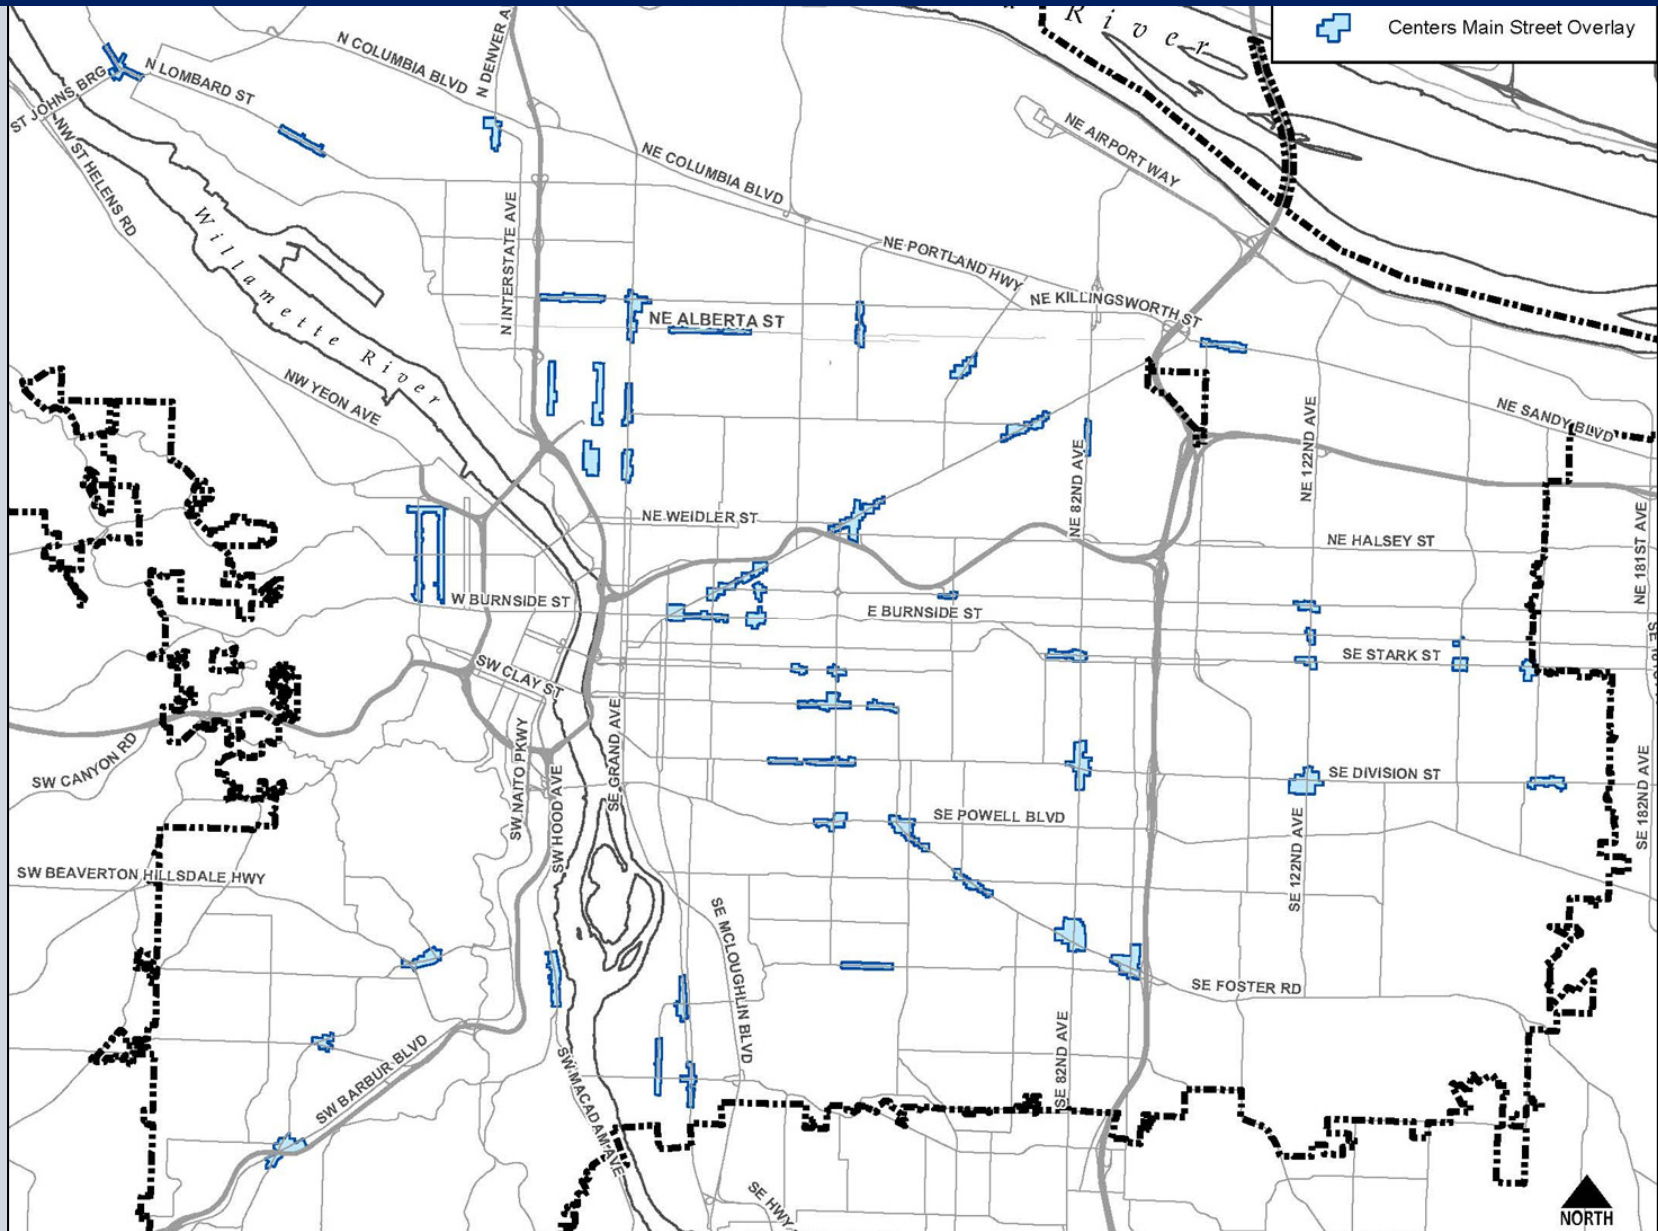 River
Centers Main Street Overlay
N DENVER A
N COLUMBIA BLVD
N LOMBARD ST
ST JOHNS BRG
NW ST HELENS RD
NE COLUMBIA BLVD
NE AIRPORT WAY
N INTERSTATE AVE
Willamette River
NE PORTLAND HWY
NE KILLINGSWORTH ST
NE ALBERTA ST
NW YEON AVE
NE SANDY BLVD
NE 122ND AVE
NE 82ND AVE
NE WEIDLER ST
NE HALSEY ST
NE 181ST AVE
W BURNSIDE ST
E BURNSIDE ST
SE STARK ST
SW CLAY ST
SW CANYON RD
SW NAITO PKWY
SW HOOD AVE
SE GRAND AVE
SE DIVISION ST
SE POWELL BLVD
SE 122ND AVE
SE 182ND AVE
SW BEAVERTON HILLSDALE HWY
SE MCLOUGHLIN BLVD
SE FOSTER RD
SE 82ND AVE
SW BARBUR BLVD
SW MACADAM AVE
SE HWY
NORTH